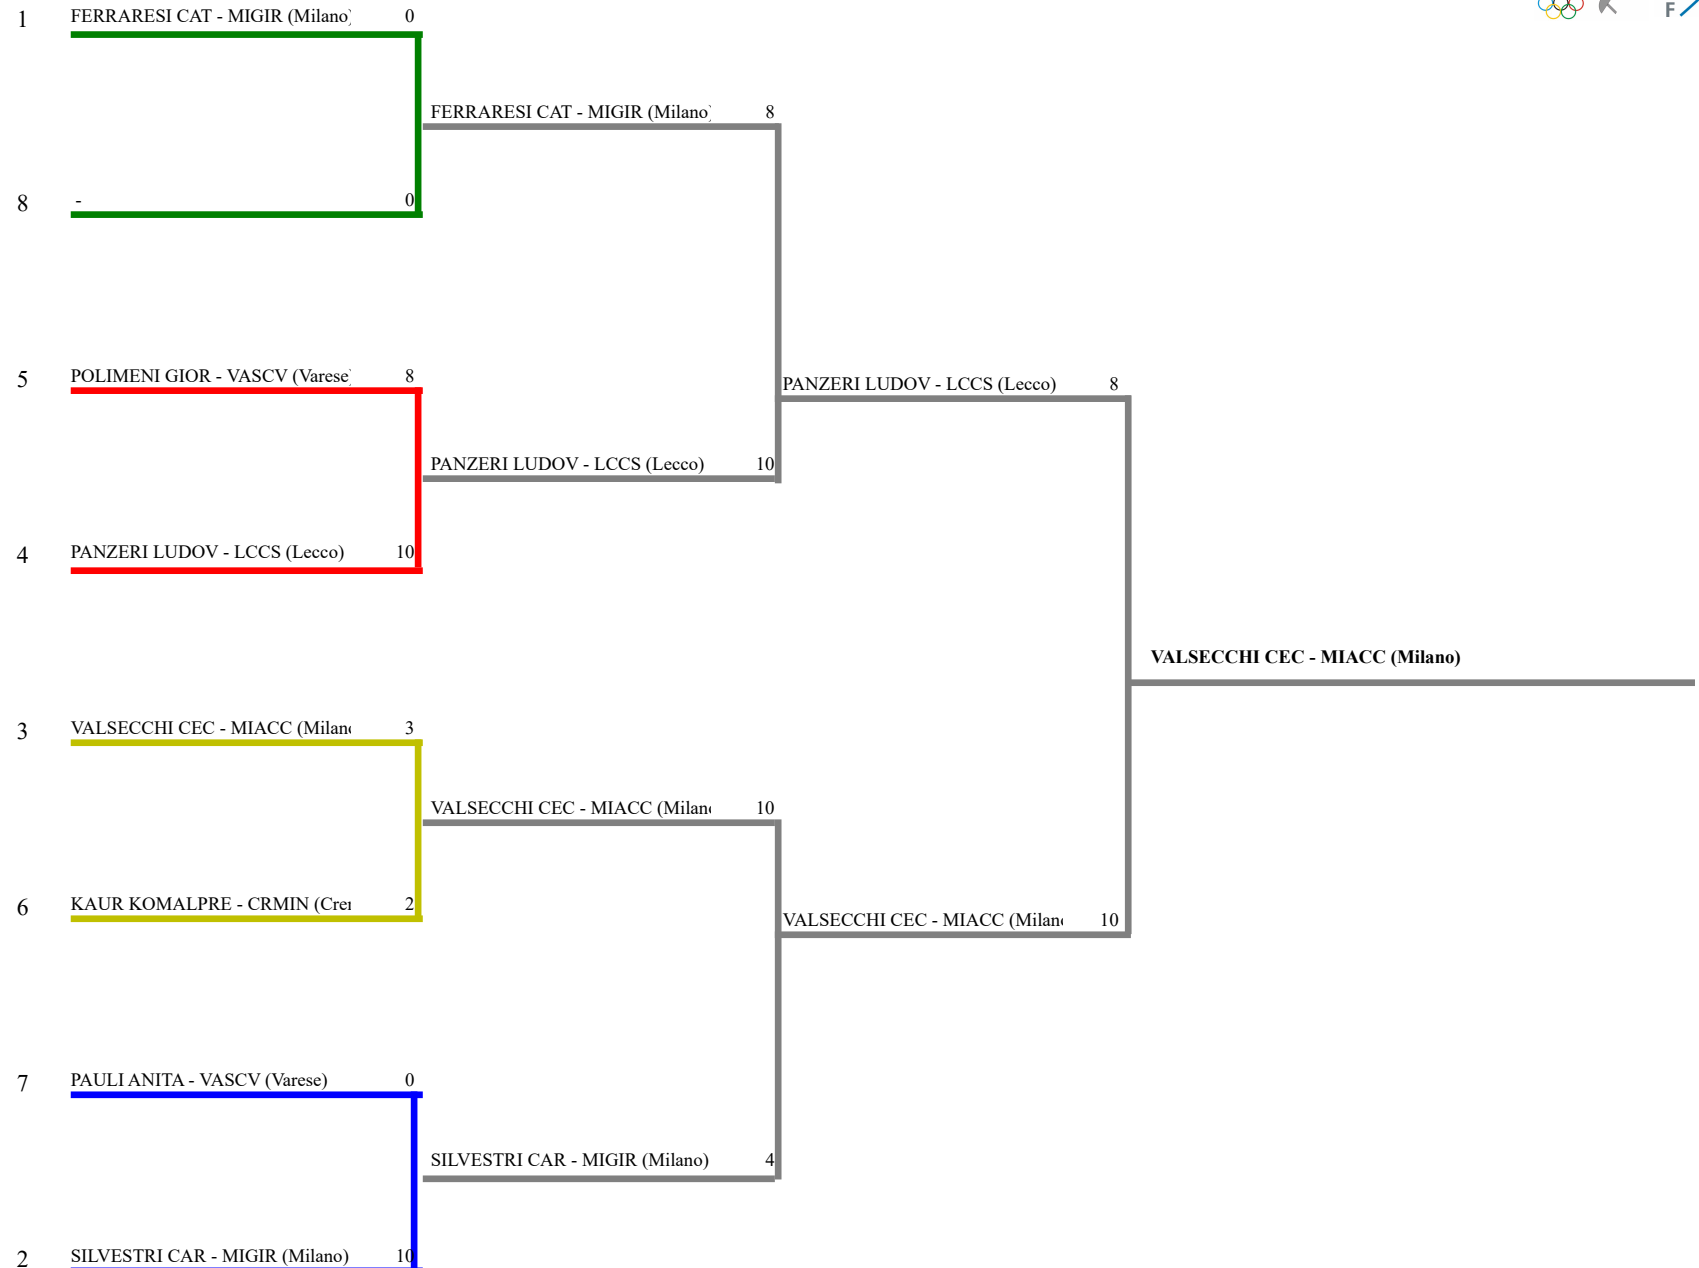 1 FERRARESI CAT - MIGIR (Milano) 0
F
FERRARESI CAT - MIGIR (Milano) 8
8 - 0
5 POLIMENI GIOR - VASCV (Varese) 8
PANZERI LUDOV - LCCS (Lecco) 8
PANZERI LUDOV - LCCS (Lecco) 10
4 PANZERI LUDOV - LCCS (Lecco) 10
VALSECCHI CEC - MIACC (Milano)
3 VALSECCHI CEC - MIACC (Milan 3
VALSECCHI CEC - MIACC (Milan 10
6 KAUR KOMALPRE - CRMIN (Cre 2
VALSECCHI CEC - MIACC (Milan 10
7 PAULI ANITA - VASCV (Varese) 0
SILVESTRI CAR - MIGIR (Milano) 4
2 SILVESTRI CAR - MIGIR (Milano) 10